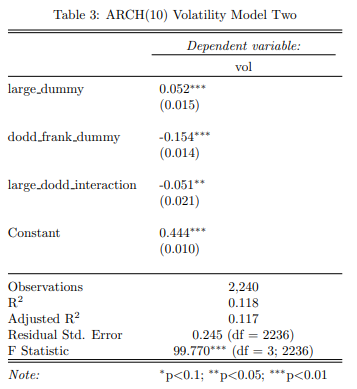 Table 3: ARCH(10) Volatility Model Two
Dependent variable:
vol
large_dummy 0.052***
(0.015)
dodd_frank_dummy -0.154***
(0.014)
large_dodd_interaction -0.051**
(0.021)
Constant 0.444***
(0.010)
Observations 2,240
R2 0.118
Adjusted R2 0.117
Residual Std. Error 0.245 (df = 2236)
F Statistic 99.770*** (df = 3; 2236)
Note: *p<0.1; **p<0.05; ***p<0.01